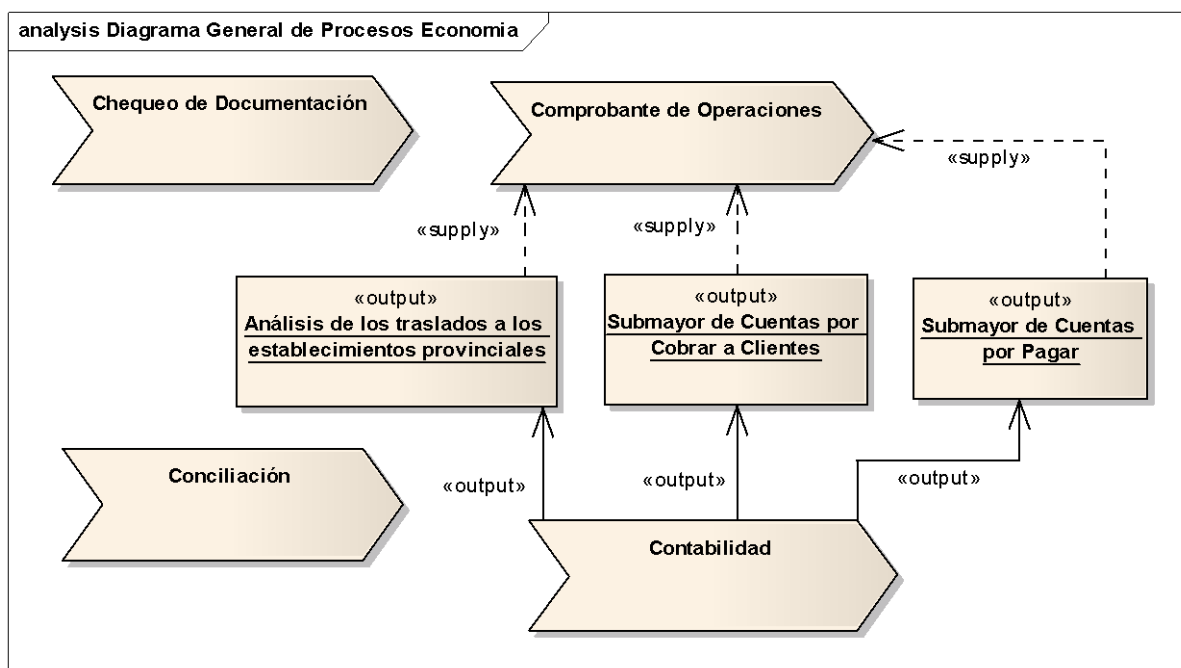 analysis Diagrama General de Procesos Economia
Chequeo de Documentación
Comprobante de Operaciones
«supply»
«supply»
«supply»
«output»
Análisis de los traslados a los
establecimientos provinciales
«output»
Submayor de Cuentas por
Cobrar a Clientes
«output»
Submayor de Cuentas
por Pagar
Conciliación
«output»
«output»
«output»
Contabilidad